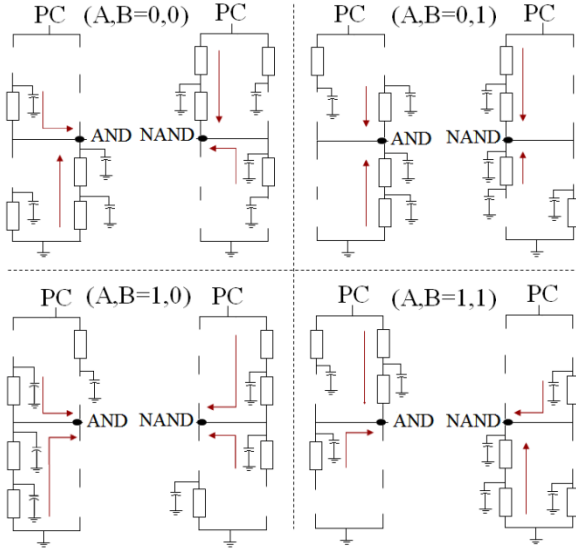 PC (A,B=0,0) PC
AND NAND
PC (A,B=0,1) PC
AND NAND
PC (A,B=1,0) PC
AND NAND
PC (A,B=1,1) PC
AND NAND